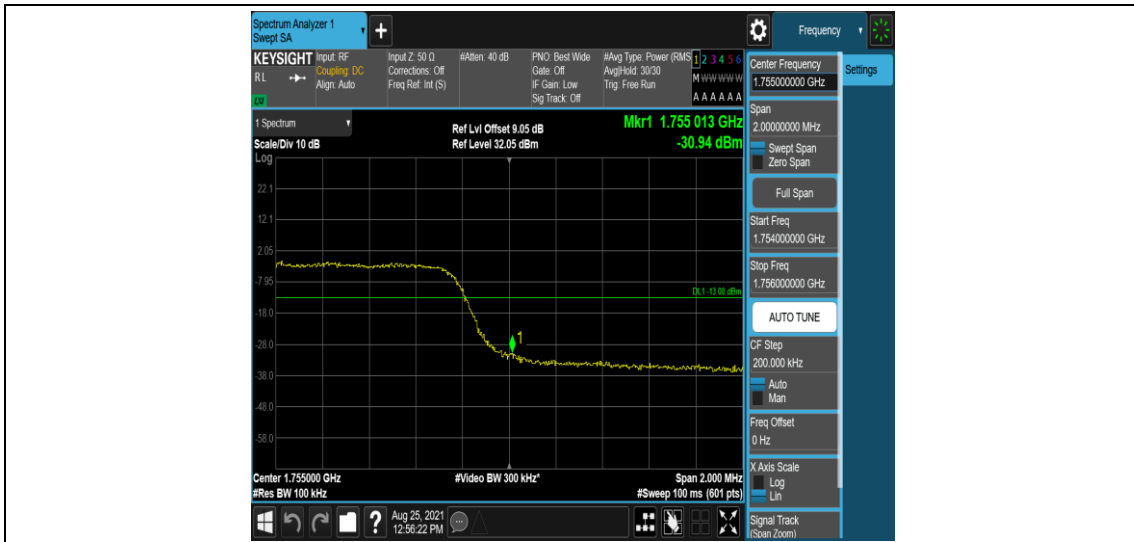 Spectrum Analyzer 1
Swept SA
+
Frequency
KEYSIGHT
RL
LXI
Input: RF
Coupling: DC
Align: Auto
Input Z: 50 Ω
Corrections: Off
Freq Ref: Int (S)
#Atten: 40 dB
PNO: Best Wide
Gate: Off
IF Gain: Low
Sig Track: Off
#Avg Type: Power (RMS
Avg|Hold: 30/30
Trig: Free Run
1 2 3 4 5 6
M W W W W W
A A A A A A
1 Spectrum
Scale/Div 10 dB
Log
Ref Lvl Offset 9.05 dB
Ref Level 32.05 dBm
Mkr1 1.755 013 GHz
-30.94 dBm
22.1
12.1
2.05
-7.95
DL1 -13.00 dBm
-18.0
1
-28.0
-38.0
-48.0
-58.0
Center 1.755000 GHz
#Res BW 100 kHz
#Video BW 300 kHz*
Span 2.000 MHz
#Sweep 100 ms (601 pts)
?
Aug 25, 2021
12:56:22 PM
Center Frequency
1.755000000 GHz
Settings
Span
2.00000000 MHz
Swept Span
Zero Span
Full Span
Start Freq
1.754000000 GHz
Stop Freq
1.756000000 GHz
AUTO TUNE
CF Step
200.000 kHz
Auto
Man
Freq Offset
0 Hz
X Axis Scale
Log
Lin
Signal Track
(Span Zoom)